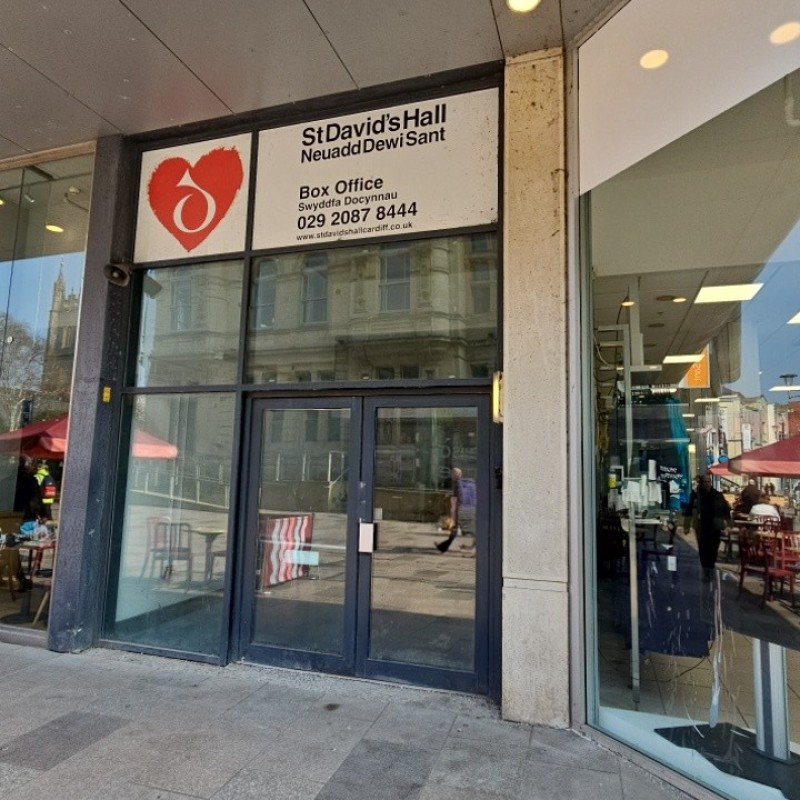 St David's Hall
Neuadd Dewi Sant
Box Office
Swyddfa Docynnau
029 2087 8444
www.stdavidshallcardiff.co.uk